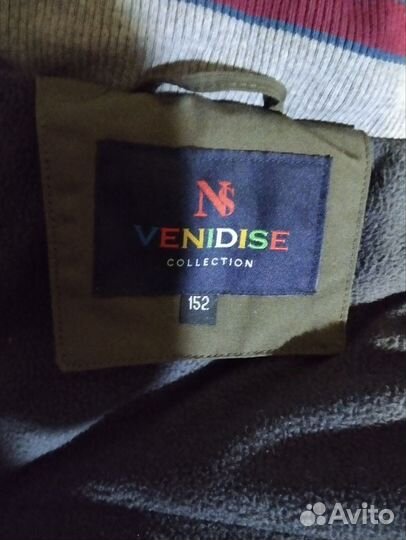 NS
VENIDISE
COLLECTION
152
Avito